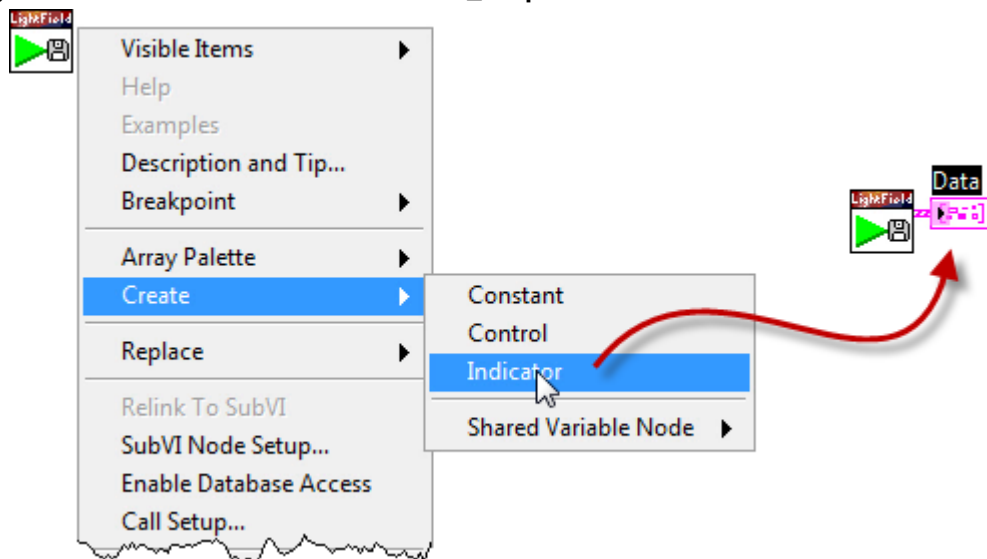 LightField
Visible Items
Help
Examples
Description and Tip...
Breakpoint
Array Palette
Create
Replace
Relink To SubVI
SubVI Node Setup...
Enable Database Access
Call Setup...
Constant
Control
Indicator
Shared Variable Node
Data
LightField